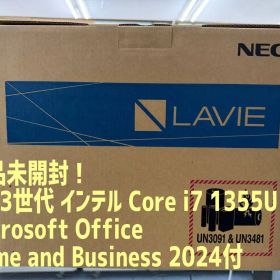 NEC
LAVIE
品未開封！
3世代 インテル Core i7 1355U
UN3091 & UN3481
crosoft Office
me and Business 2024付